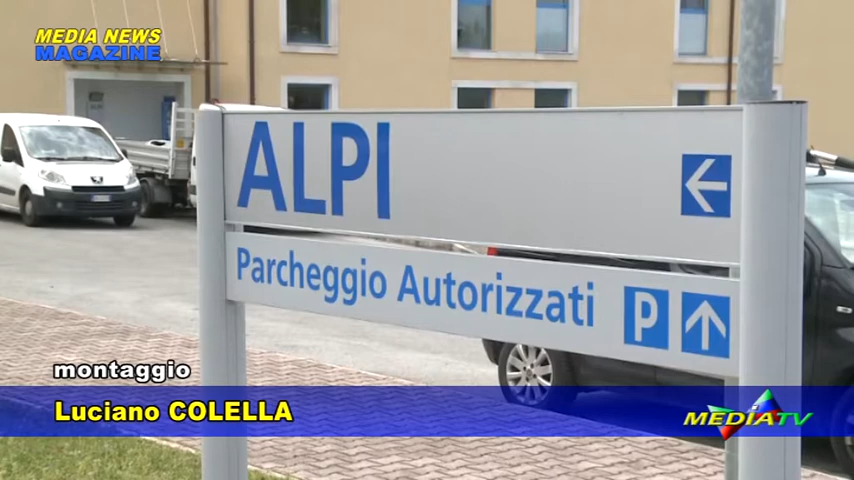 MEDIA NEWS
MAGAZINE
ALPI
Parcheggio Autorizzati P
montaggio
Luciano COLELLA
MEDIATV